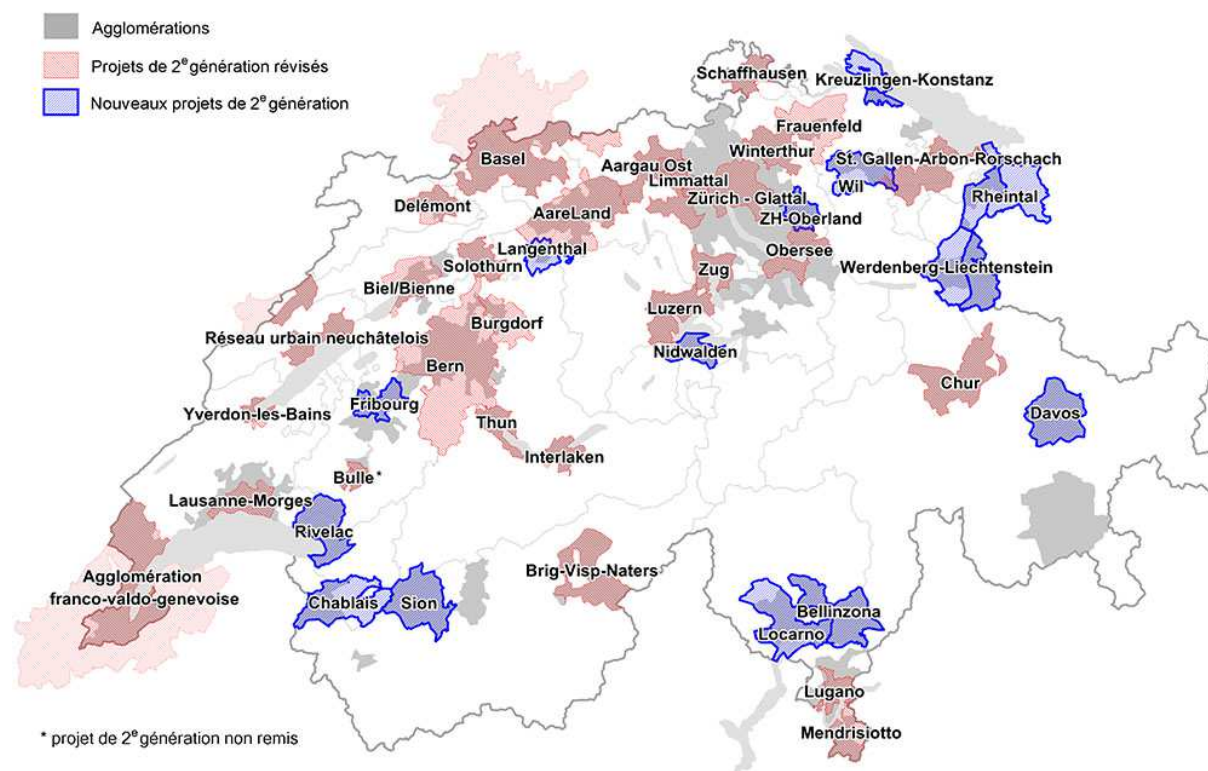 Agglomérations
Projets de 2e génération révisés
Nouveaux projets de 2e génération
Schaffhausen
Kreuzlingen-Konstanz
Frauenfeld
Winterthur
Basel
Aargau Ost
St. Gallen-Arbon-Rorschach
Limmattal
Wil
Rheintal
Delémont
Zürich - Glattal
AareLand
ZH-Oberland
Langenthal
Obersee
Solothurn
Zug
Werdenberg-Liechtenstein
Biel/Bienne
Luzern
Burgdorf
Réseau urbain neuchâtelois
Nidwalden
Bern
Chur
Fribourg
Yverdon-les-Bains
Davos
Thun
Interlaken
Bulle*
Lausanne-Morges
Rivelac
Brig-Visp-Naters
Agglomération
franco-valdo-genevoise
Chablais
Sion
Bellinzona
Locarno
Lugano
Mendrisiotto
* projet de 2e génération non remis